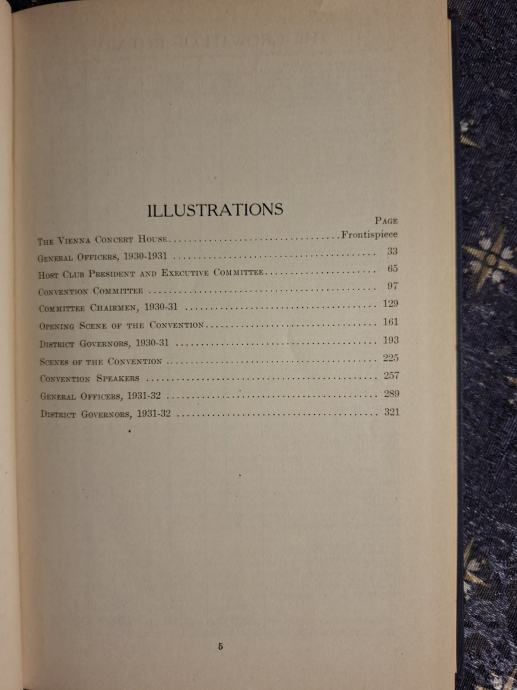 ILLUSTRATIONS
PAGE
THE VIENNA CONCERT HOUSE.................................Frontispiece
GENERAL OFFICERS, 1930-1931 ............................................. 33
HOST CLUB PRESIDENT AND EXECUTIVE COMMITTEE...................... 65
CONVENTION COMMITTEE ............................................. 97
COMMITTEE CHAIRMEN, 1930-31 ..................................... 129
OPENING SCENE OF THE CONVENTION................................. 161
DISTRICT GOVERNORS, 1930-31 ...................................... 193
SCENES OF THE CONVENTION ........................................ 225
CONVENTION SPEAKERS ............................................. 257
GENERAL OFFICERS, 1931-32 ........................................ 289
DISTRICT GOVERNORS, 1931-32 ...................................... 321
5